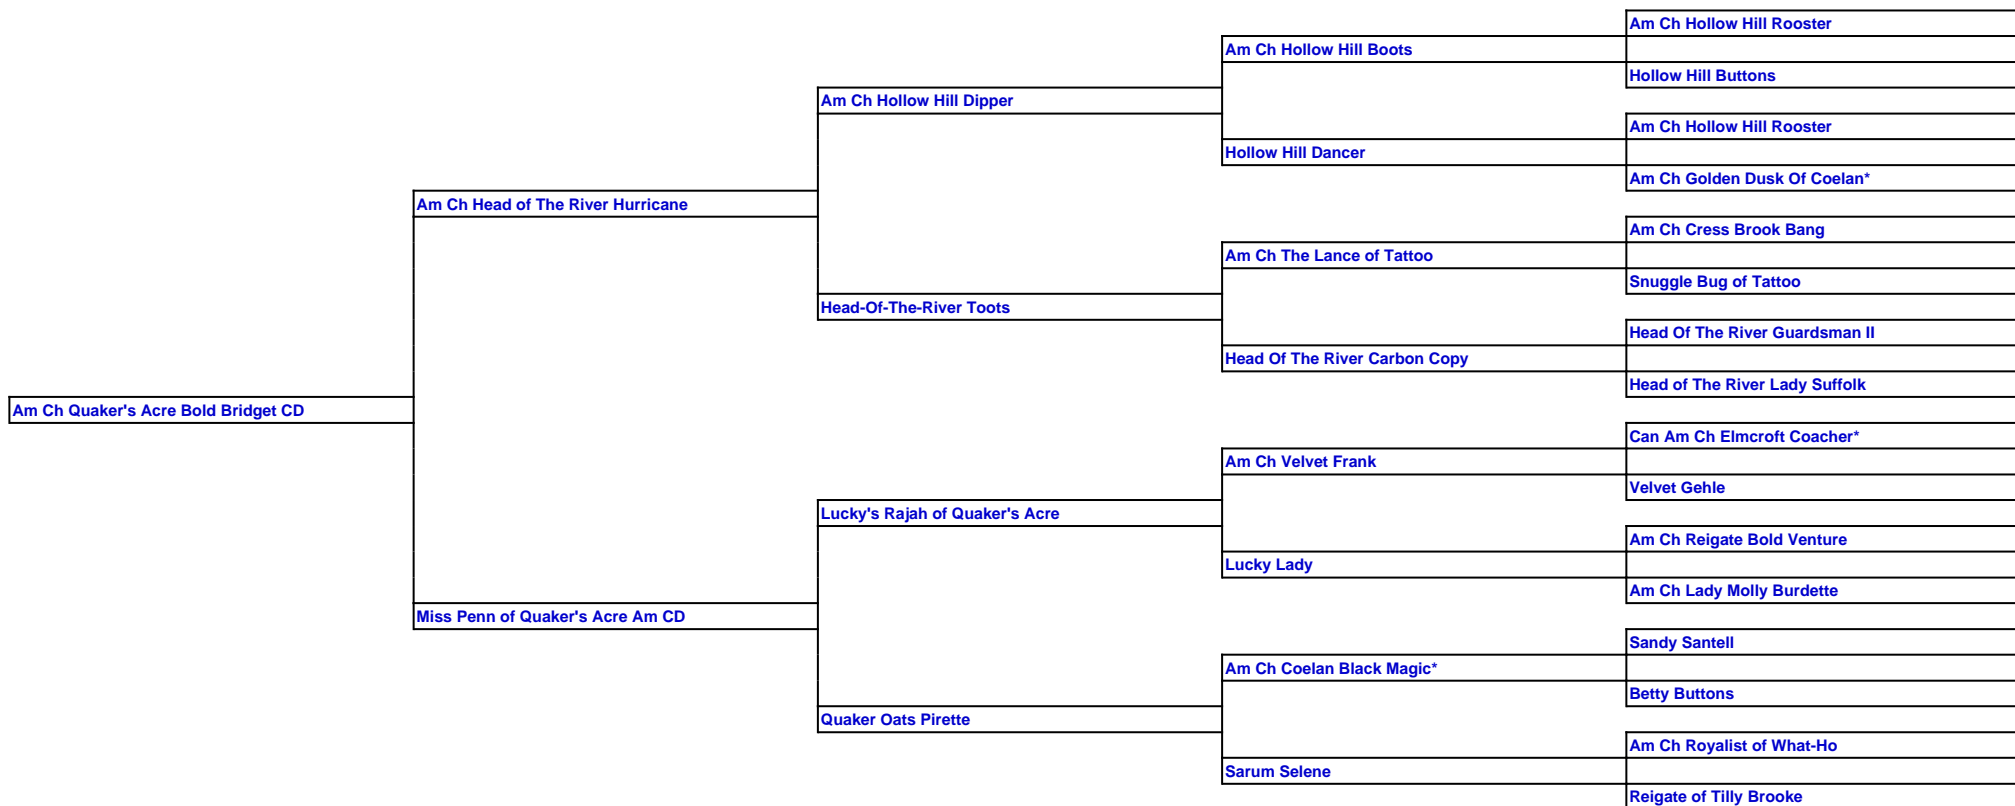 Am Ch Hollow Hill Rooster
Am Ch Hollow Hill Boots
Hollow Hill Buttons
Am Ch Hollow Hill Dipper
Am Ch Hollow Hill Rooster
Hollow Hill Dancer
Am Ch Golden Dusk Of Coelan*
Am Ch Head of The River Hurricane
Am Ch Cress Brook Bang
Am Ch The Lance of Tattoo
Snuggle Bug of Tattoo
Head-Of-The-River Toots
Head Of The River Guardsman II
Head Of The River Carbon Copy
Head of The River Lady Suffolk
Am Ch Quaker's Acre Bold Bridget CD
Can Am Ch Elmcroft Coacher*
Am Ch Velvet Frank
Velvet Gehle
Lucky's Rajah of Quaker's Acre
Am Ch Reigate Bold Venture
Lucky Lady
Am Ch Lady Molly Burdette
Miss Penn of Quaker's Acre Am CD
Sandy Santell
Am Ch Coelan Black Magic*
Betty Buttons
Quaker Oats Pirette
Am Ch Royalist of What-Ho
Sarum Selene
Reigate of Tilly Brooke